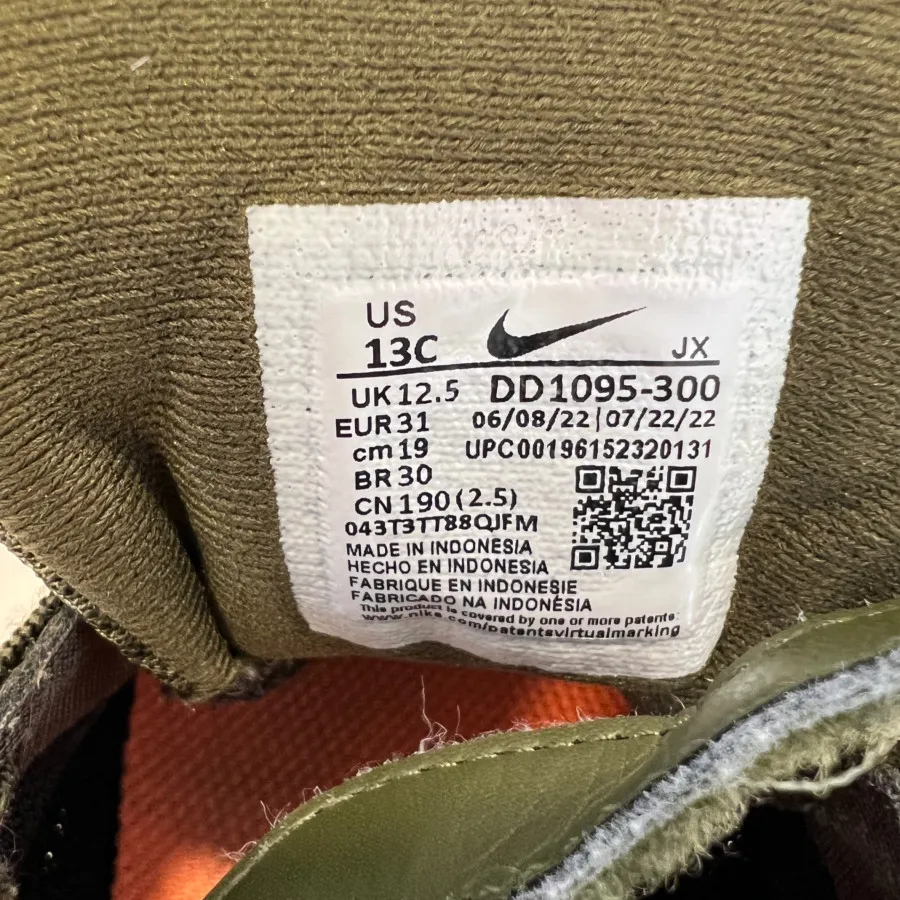 US
13C JX
UK 12.5 DD1095-300
EUR 31 06/08/22|07/22/22
cm 19 UPC00196152320131
BR 30
CN 190 (2.5)
043T3TT88QJFM
MADE IN INDONESIA
HECHO EN INDONESIA
FABRIQUE EN INDONESIE
FABRICADO NA INDONÉSIA
This product is covered by one or more patents:
www.nike.com/patentsvirtualmarking